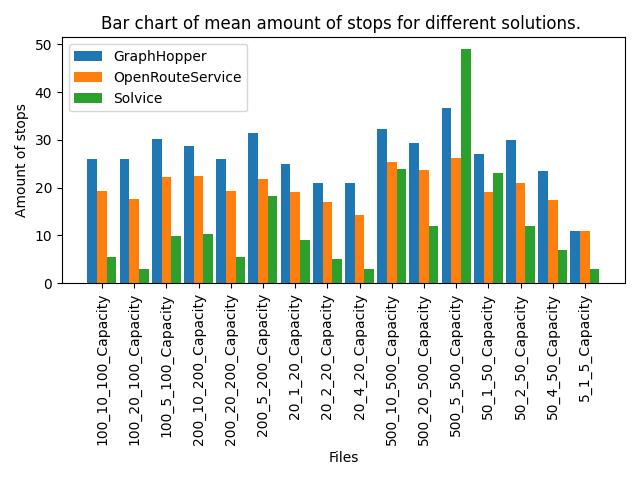 Bar chart of mean amount of stops for different solutions.
GraphHopper
OpenRouteService
Solvice
Amount of stops
50
40
30
20
10
0
100_10_100_Capacity
100_20_100_Capacity
100_5_100_Capacity
200_10_200_Capacity
200_20_200_Capacity
200_5_200_Capacity
20_1_20_Capacity
20_2_20_Capacity
20_4_20_Capacity
500_10_500_Capacity
500_20_500_Capacity
500_5_500_Capacity
50_1_50_Capacity
50_2_50_Capacity
50_4_50_Capacity
5_1_5_Capacity
Files